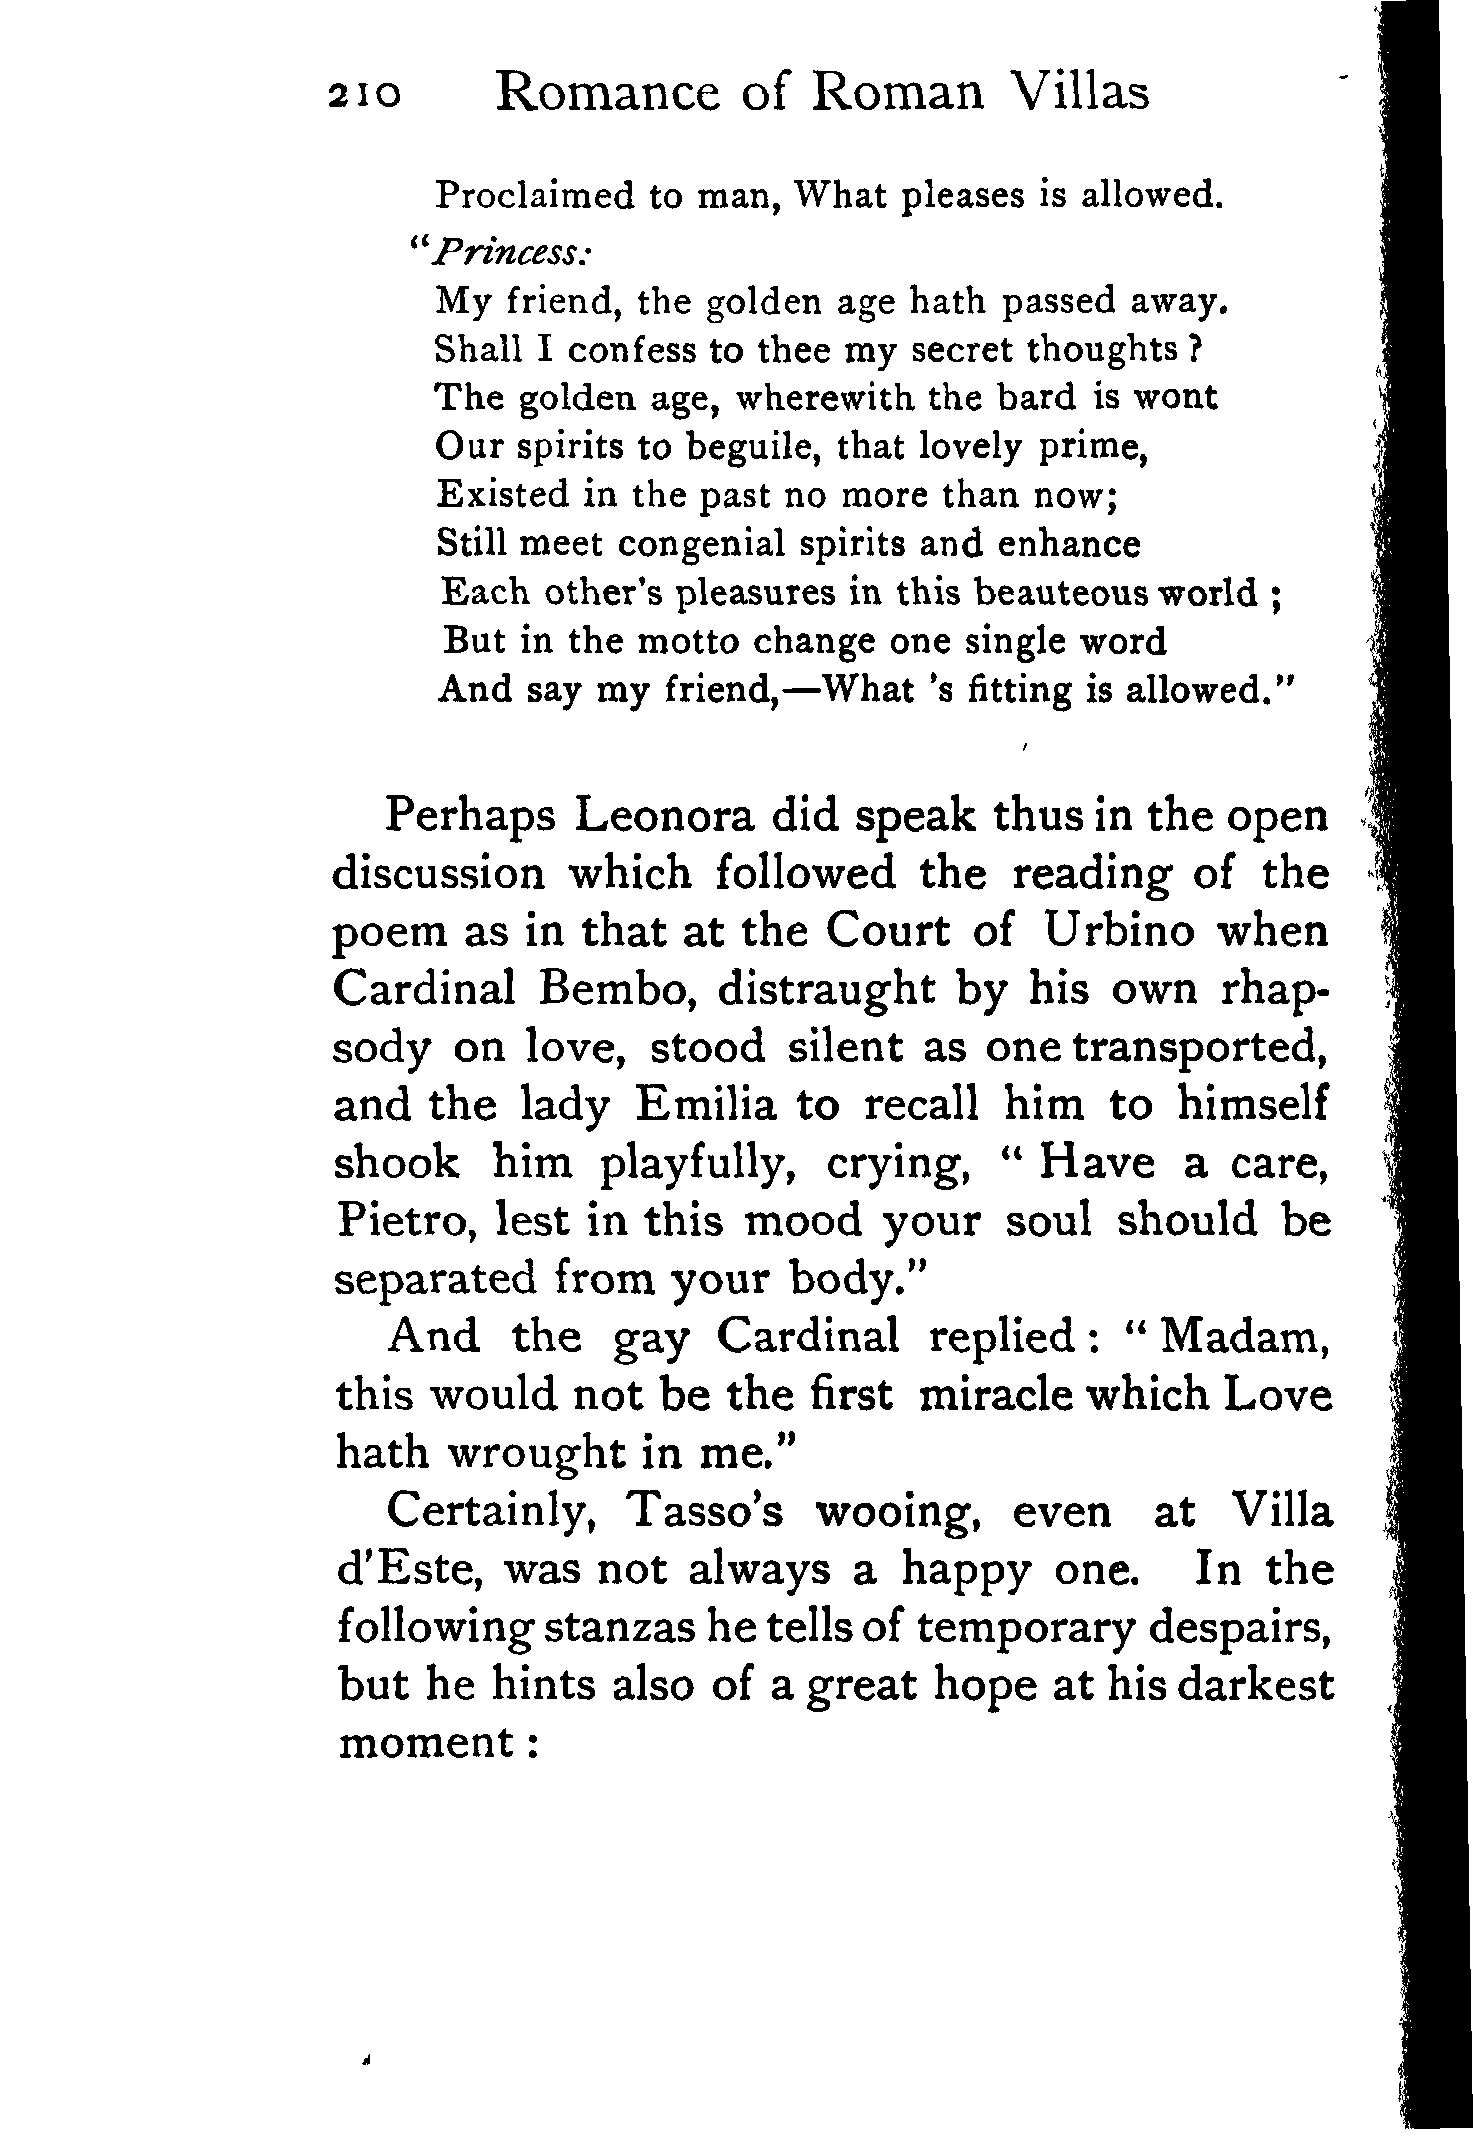 210 Romance of Roman Villas
Proclaimed to man, What pleases is allowed.
"Princess:
My friend, the golden age hath passed away.
Shall I confess to thee my secret thoughts ?
The golden age, wherewith the bard is wont
Our spirits to beguile, that lovely prime,
Existed in the past no more than now;
Still meet congenial spirits and enhance
Each other's pleasures in this beauteous world ;
But in the motto change one single word
And say my friend,—What 's fitting is allowed."
Perhaps Leonora did speak thus in the open
discussion which followed the reading of the
poem as in that at the Court of Urbino when
Cardinal Bembo, distraught by his own rhap-
sody on love, stood silent as one transported,
and the lady Emilia to recall him to himself
shook him playfully, crying, " Have a care,
Pietro, lest in this mood your soul should be
separated from your body."
And the gay Cardinal replied : " Madam,
this would not be the first miracle which Love
hath wrought in me."
Certainly, Tasso's wooing, even at Villa
d'Este, was not always a happy one. In the
following stanzas he tells of temporary despairs,
but he hints also of a great hope at his darkest
moment :